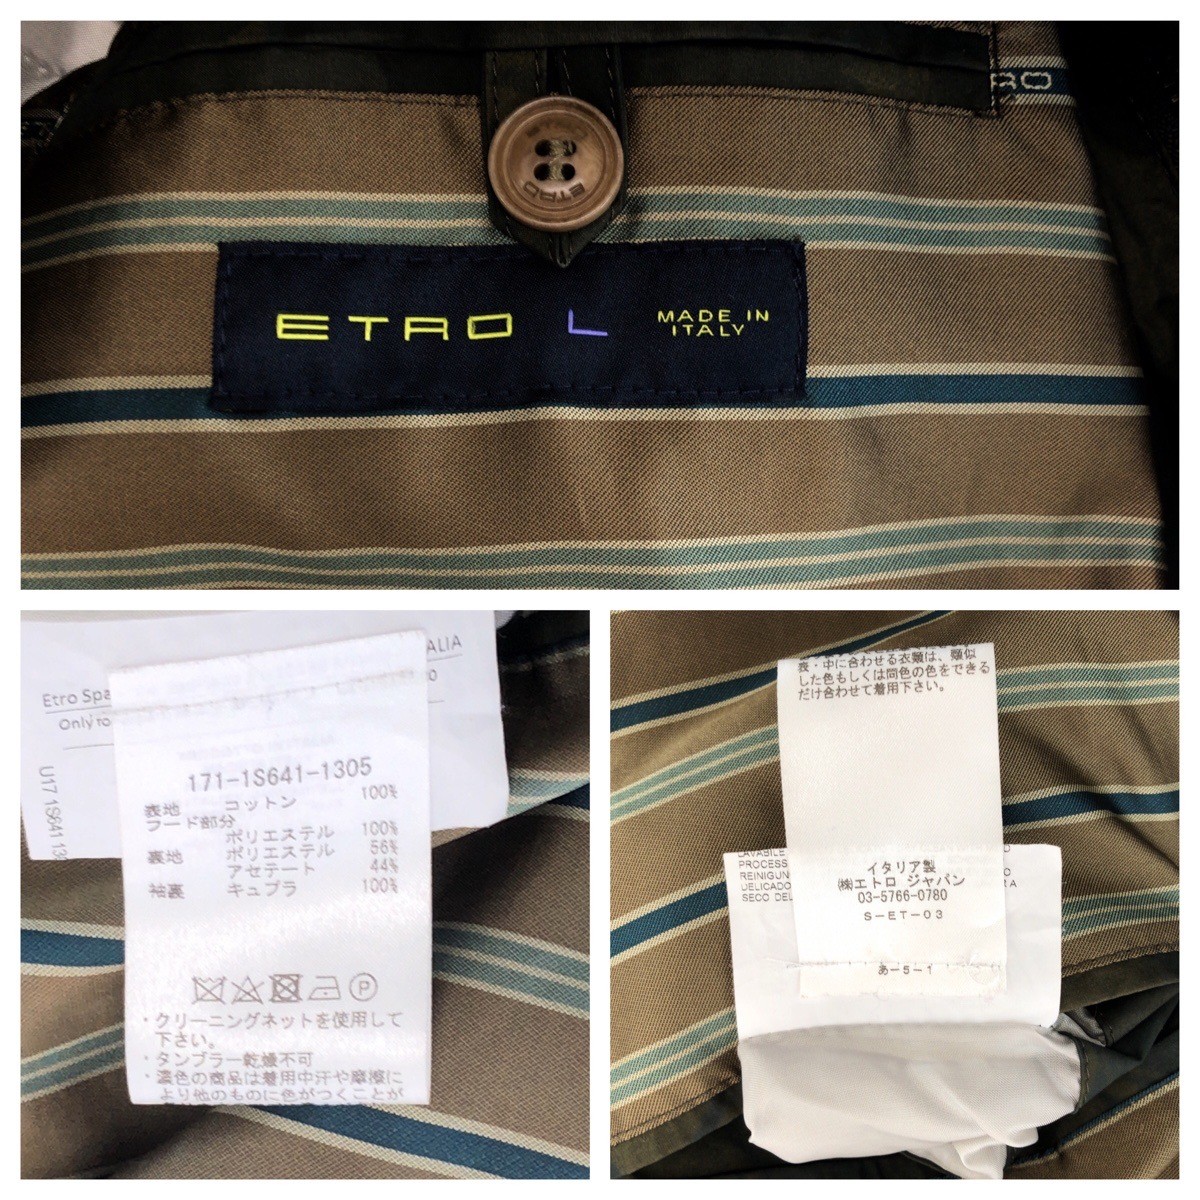 RO
ETRO
ETRO
ETRO L MADE IN
ITALY
ALIA
Etro Spa
Only
U17 1S641
171-1S641-1305
表地 コットン 100%
フード部分
ポリエステル 100%
裏地 ポリエステル 56%
アセテート 44%
袖裏 キュプラ 100%
P
・クリーニングネットを使用して
下さい。
・タンブラー乾燥不可
・濃色の商品は着用中汗や摩擦に
より他のものに色がつくことが
表・中に合わせる衣類は、類似
した色もしくは同色の色をできる
だけ合わせて着用下さい。
イタリア製
㈱エトロ ジャパン
03-5766-0780
S-ET-03
あ-5-1
LAVABILE
PROCESS
REINIGUN
DELICADO
SECO DEL